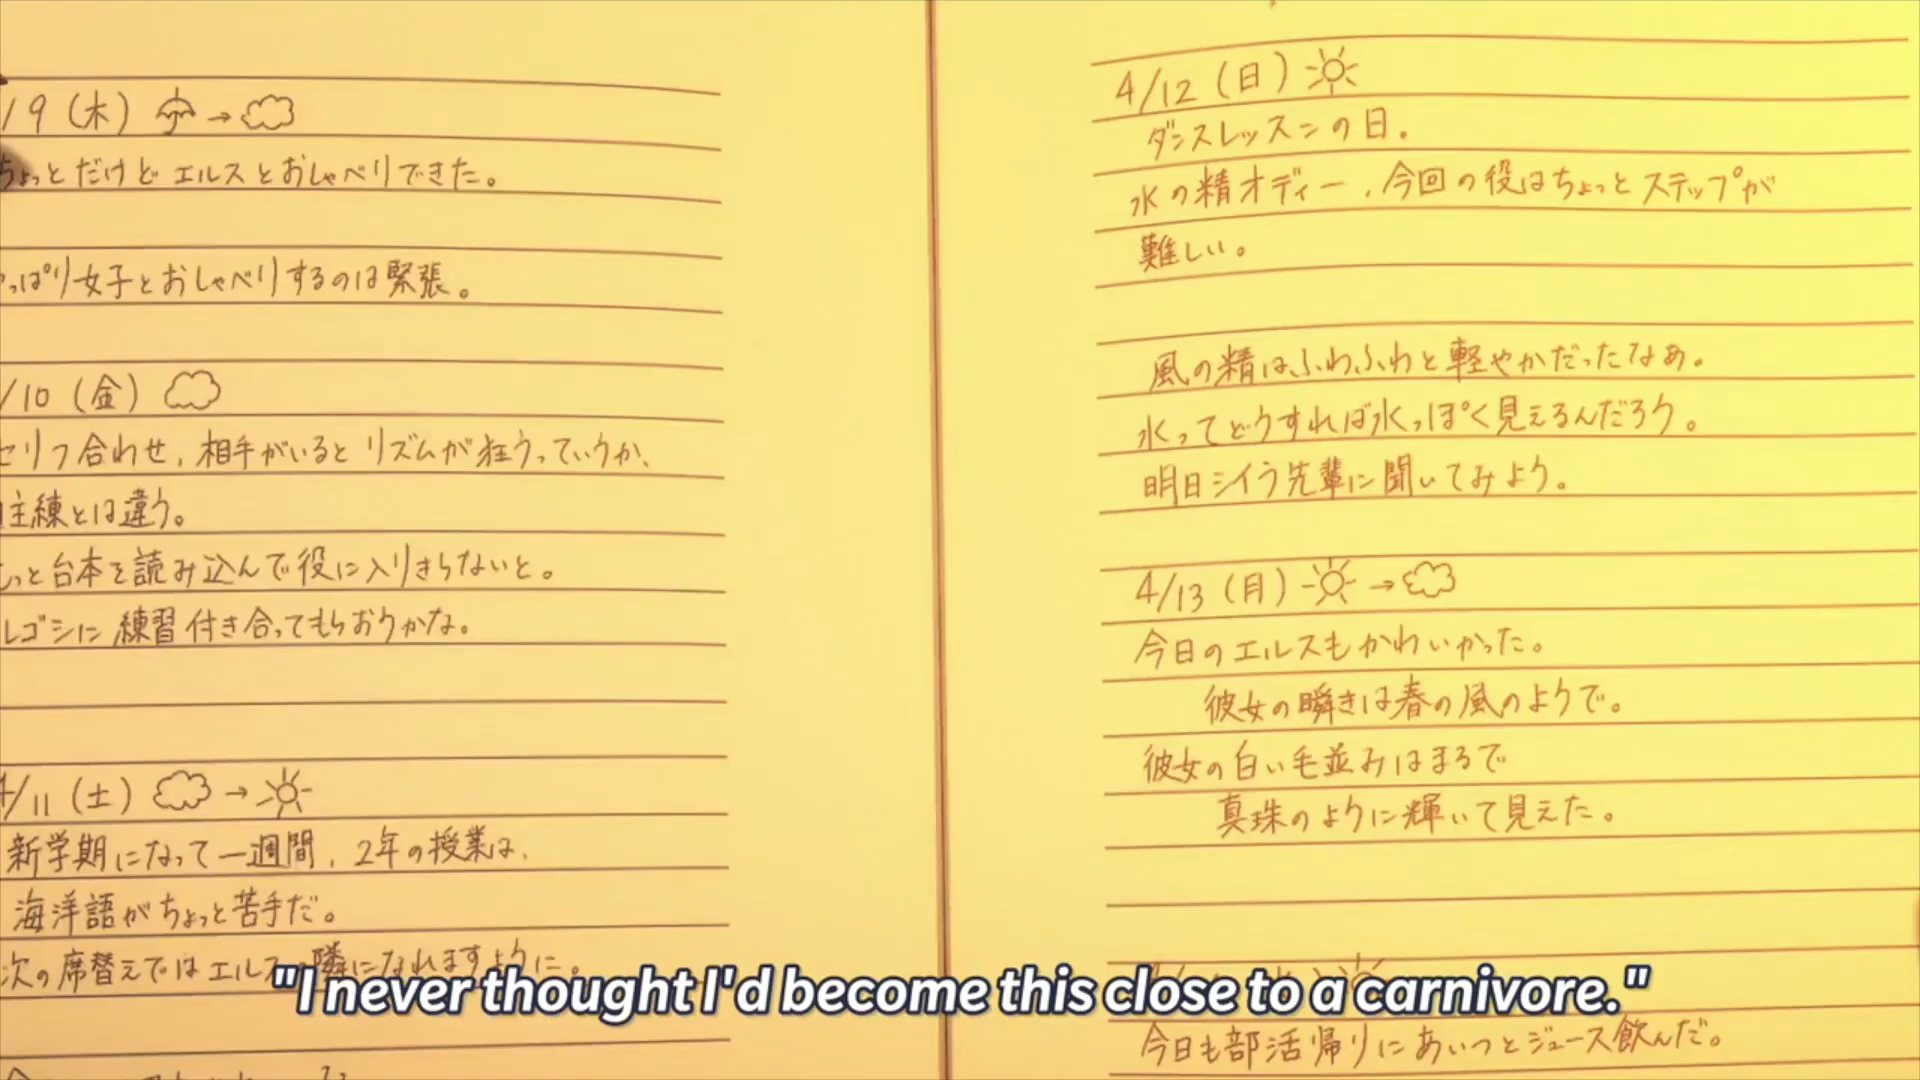 /9 (木) →
ちょっとだけどエルスとおしゃべりできた。
っぱり女子とおしゃべりするのは緊張。
/10 (金)
セリフ合わせ、相手がいるとリズムが狂うっていうか、
主練とは違う。
っと台本を読み込んで役に入りきらないと。
レゴシに練習付き合ってもらおうかな。
4/11 (土) →
新学期になって一週間、2年の授業は、
海洋語がちょっと苦手だ。
次の席替えではエルスの隣になれますように。
4/12 (日)
ダンスレッスンの日。
水の精オディー、今回の役はちょっとステップが
難しい。
風の精はふわふわと軽やかだったなぁ。
水ってどうすれば水っぽく見えるんだろう。
明日シイラ先輩に聞いてみよう。
4/13 (月) →
今日のエルスもかわいかった。
彼女の瞬きは春の風のようで。
彼女の白い毛並みはまるで
真珠のように輝いて見えた。
今日も部活帰りにあいつとジュース飲んだ。
"I never thought I'd become this close to a carnivore."